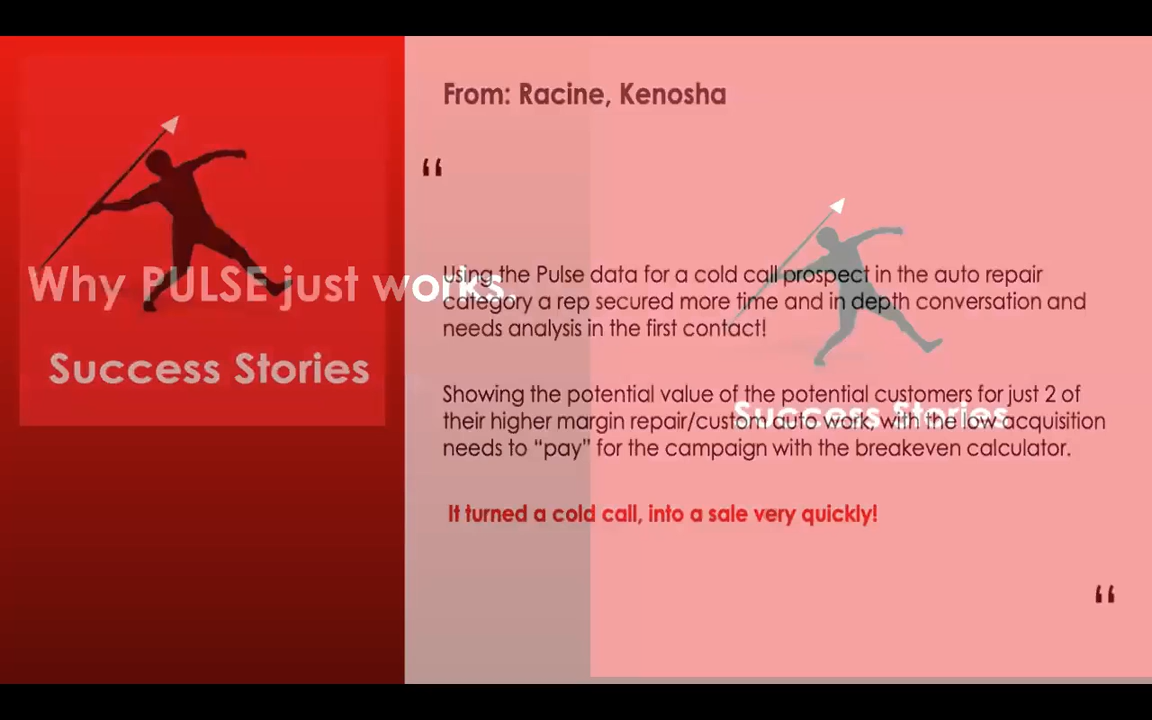 From: Racine, Kenosha
“
Why PULSE just works.
Using the Pulse data for a cold call prospect in the auto repair
category a rep secured more time and in depth conversation and
needs analysis in the first contact!
Success Stories
Showing the potential value of the potential customers for just 2 of
their higher margin repair/custom auto work, with the low acquisition
needs to “pay” for the campaign with the breakeven calculator.
Success Stories
It turned a cold call, into a sale very quickly!
“